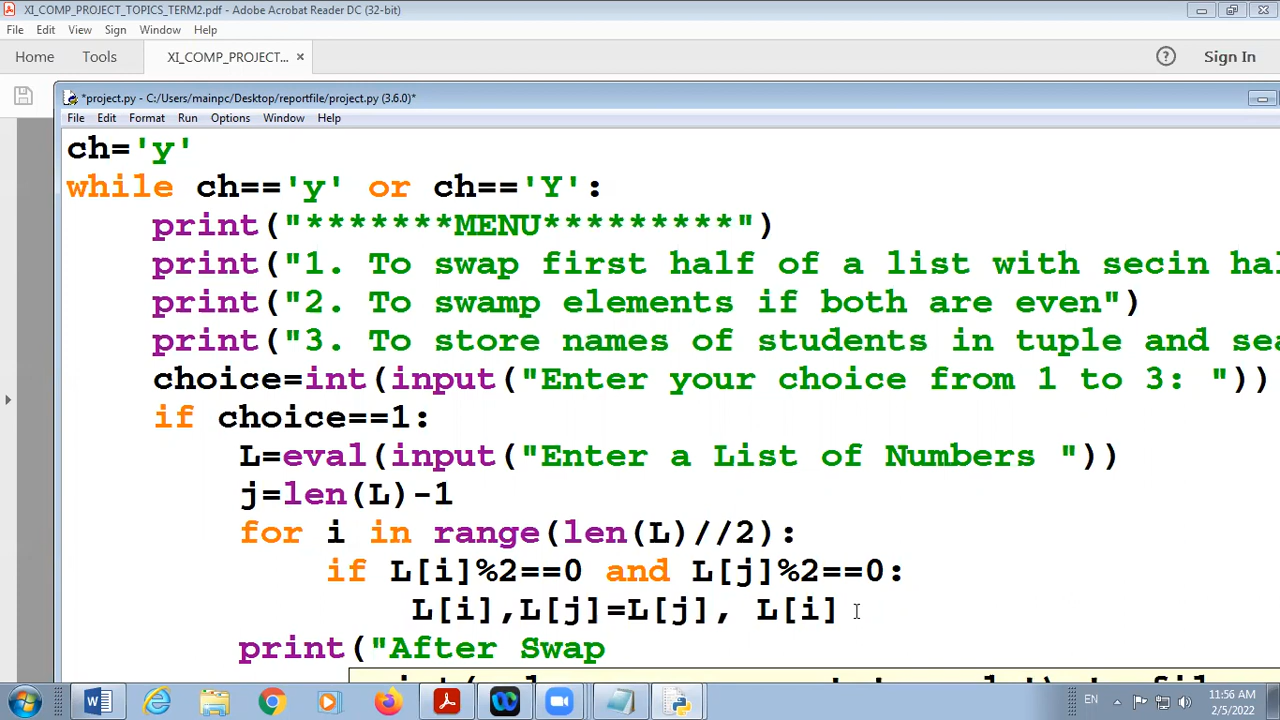 XI_COMP_PROJECT_TOPICS_TERM2.pdf - Adobe Acrobat Reader DC (32-bit)
File Edit View Sign Window Help
Home Tools XI_COMP_PROJECT... × ? Sign In
*project.py - C:/Users/mainpc/Desktop/reportfile/project.py (3.6.0)*
File Edit Format Run Options Window Help
ch='y'
while ch=='y' or ch=='Y':
print("*******MENU*********")
print("1. To swap first half of a list with secin hal
print("2. To swamp elements if both are even")
print("3. To store names of students in tuple and sea
choice=int(input("Enter your choice from 1 to 3: "))
if choice==1:
L=eval(input("Enter a List of Numbers "))
j=len(L)-1
for i in range(len(L)//2):
if L[i]%2==0 and L[j]%2==0:
L[i],L[j]=L[j], L[i]
print("After Swap
EN
11:56 AM
2/5/2022